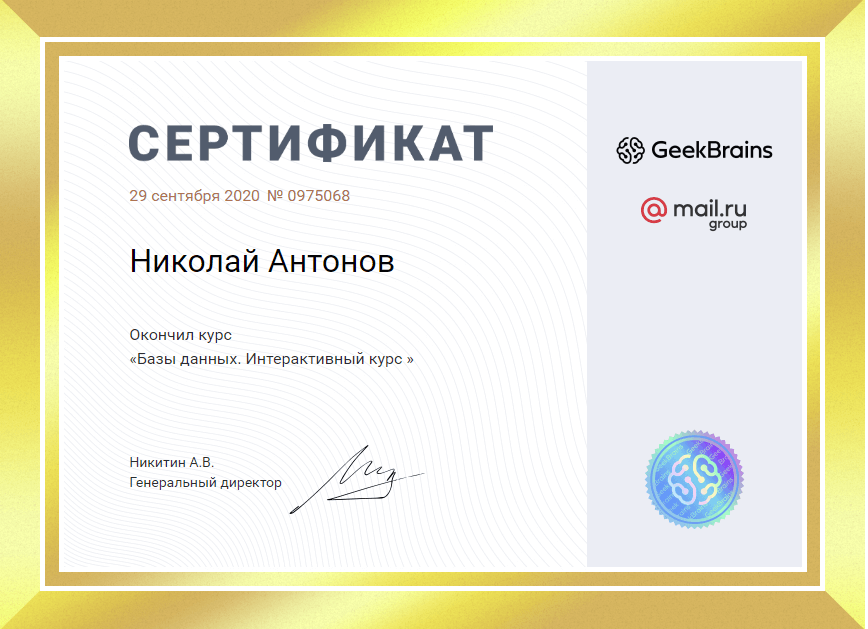 СЕРТИФИКАТ
29 сентября 2020 № 0975068
Николай Антонов
Окончил курс
«Базы данных. Интерактивный курс »
Никитин А.В.
Генеральный директор
GeekBrains
mail.ru
group